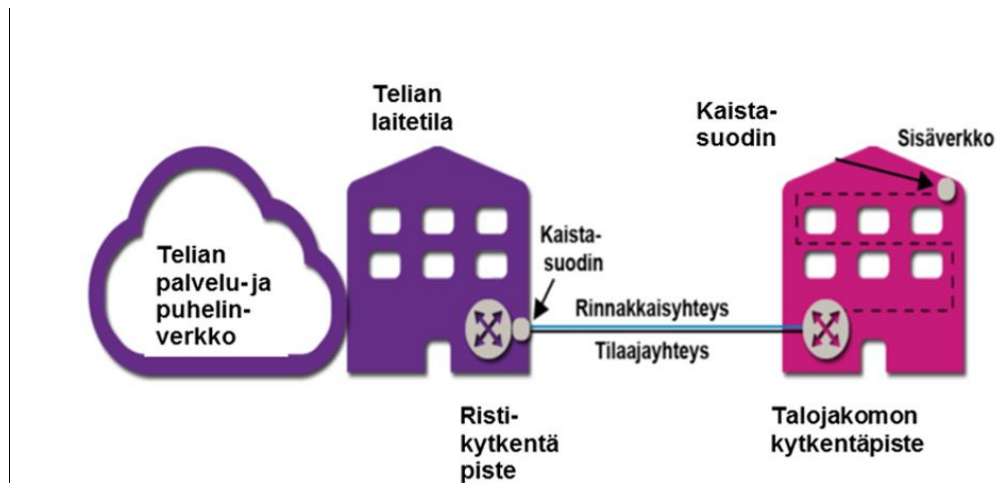 Telian
laitetila
Kaista-
suodin
Sisäverkko
Telian
palvelu-ja
puhelin-
verkko
Kaista-
suodin
Rinnakkaisyhteys
Tilaajayhteys
Risti-
kytkentä
piste
Talojakomon
kytkentäpiste